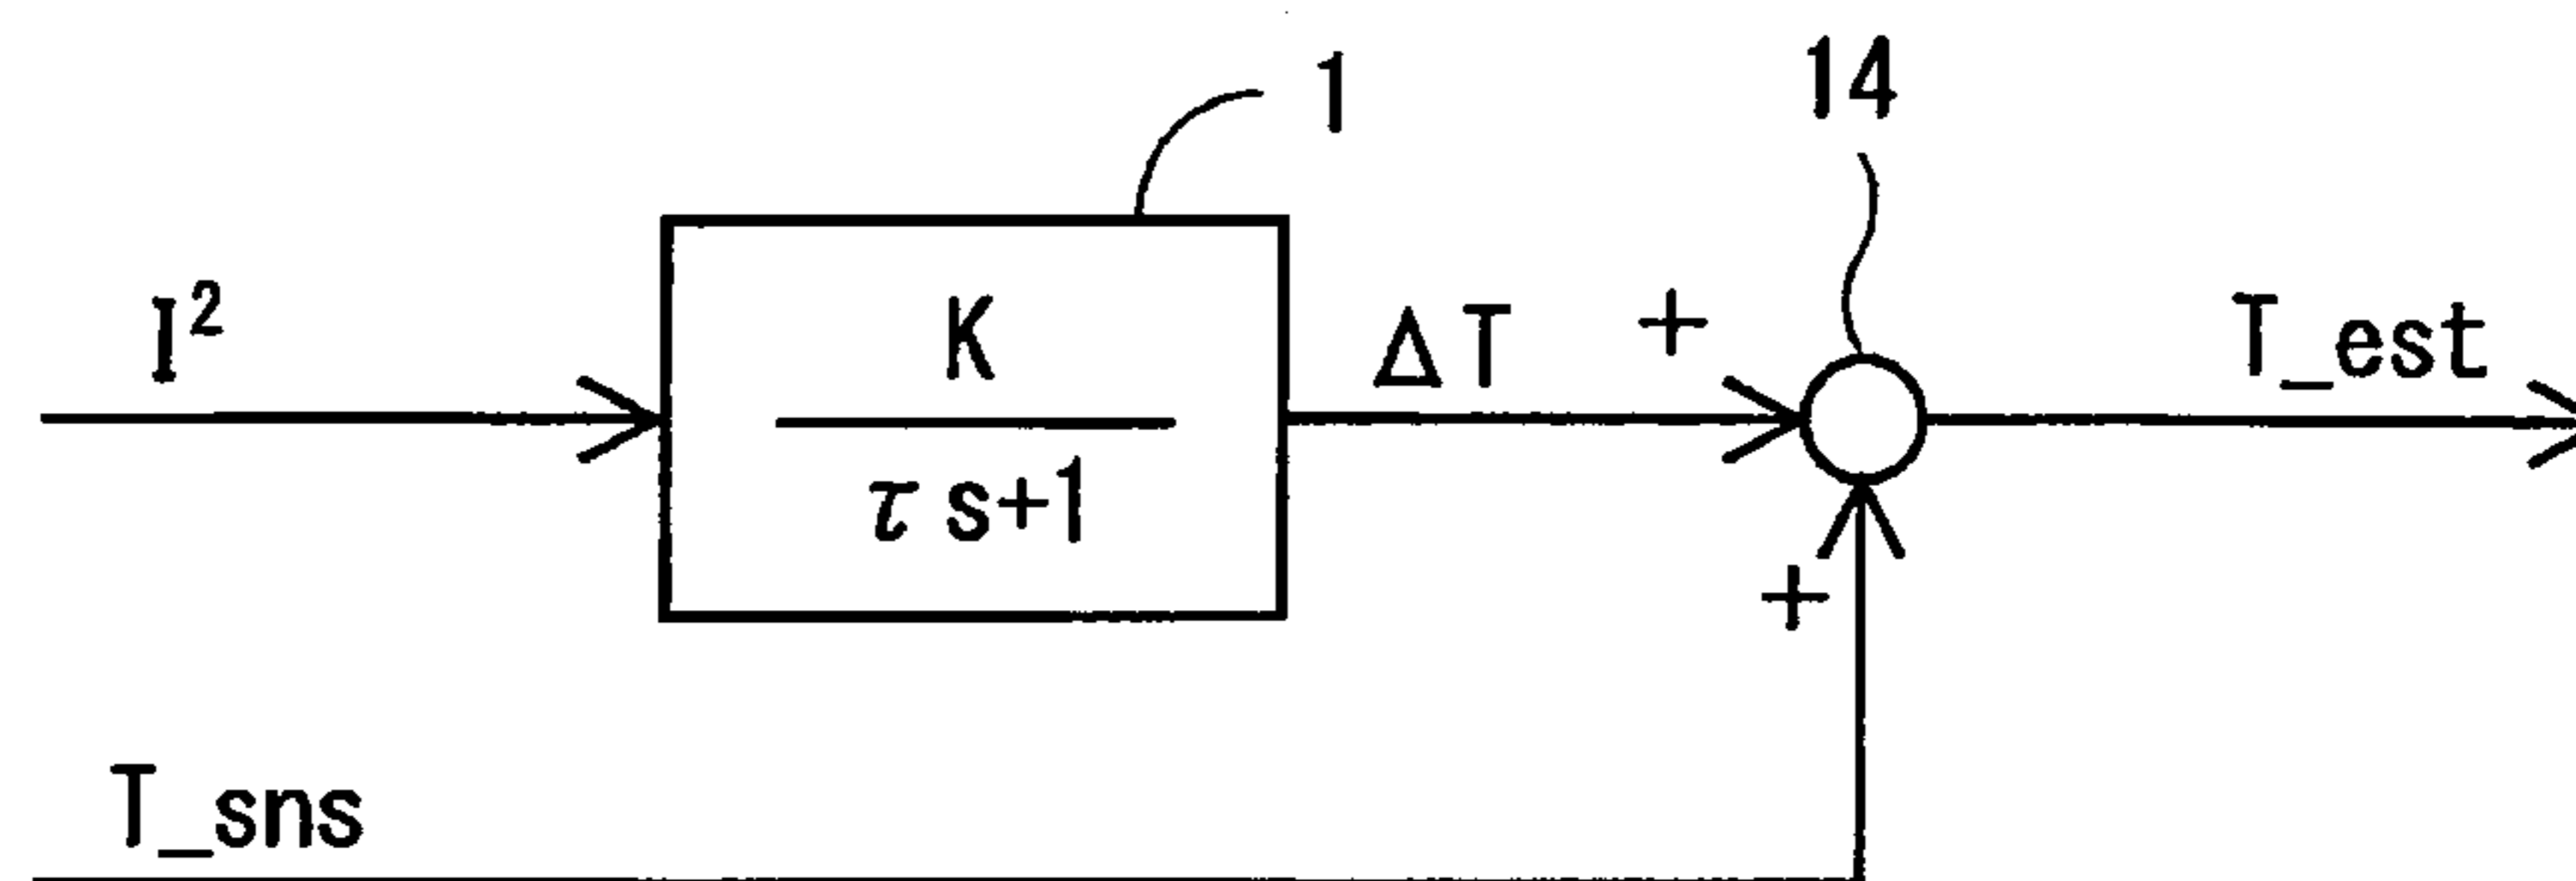 1
14
I²
K
τs+1
ΔT
+
T_est
+
T_sns